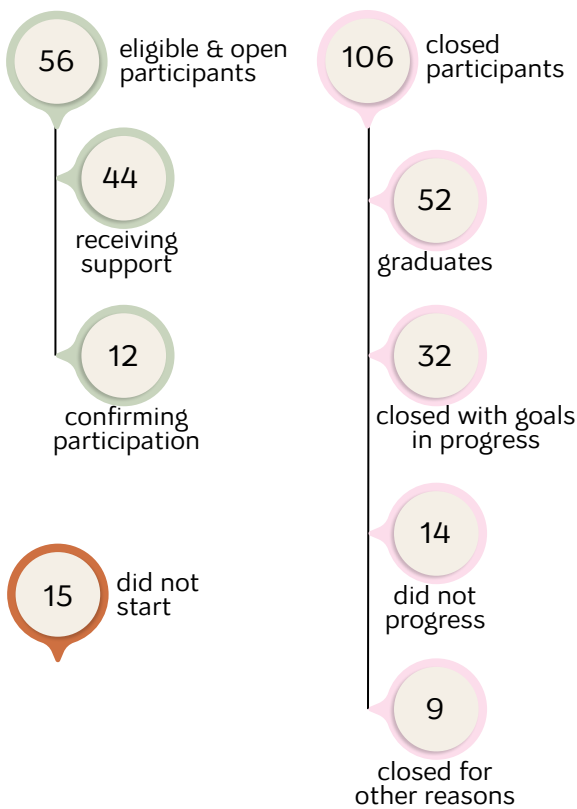 56
eligible & open
participants
44
receiving
support
12
confirming
participation
15
did not
start
106
closed
participants
52
graduates
32
closed with goals
in progress
14
did not
progress
9
closed for
other reasons